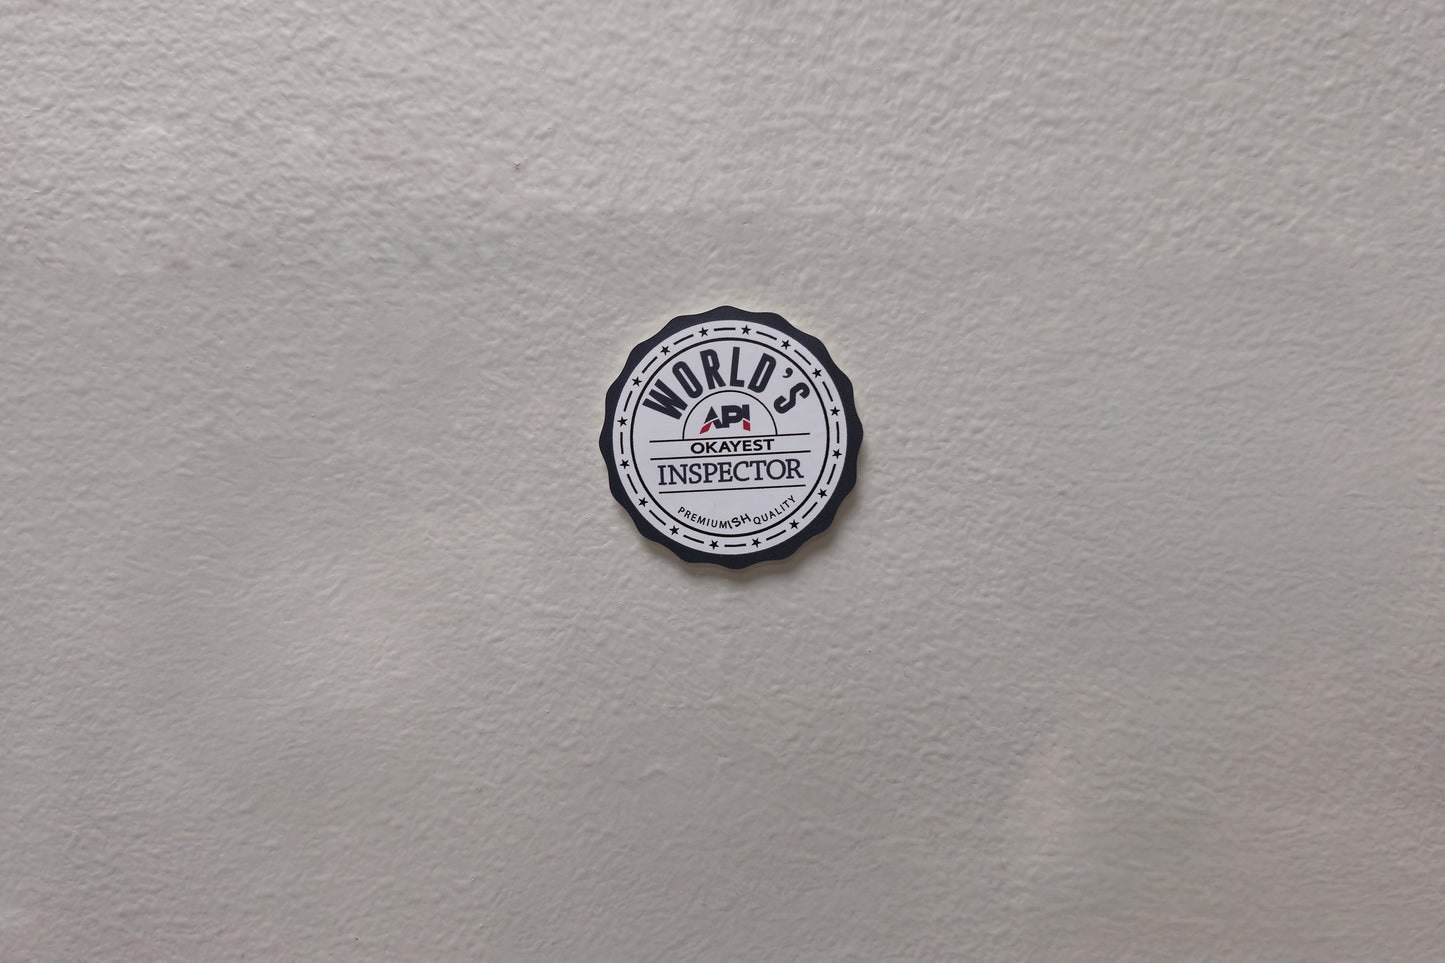 WORLD'S
API
OKAYEST
INSPECTOR
PREMIUMISH QUALITY